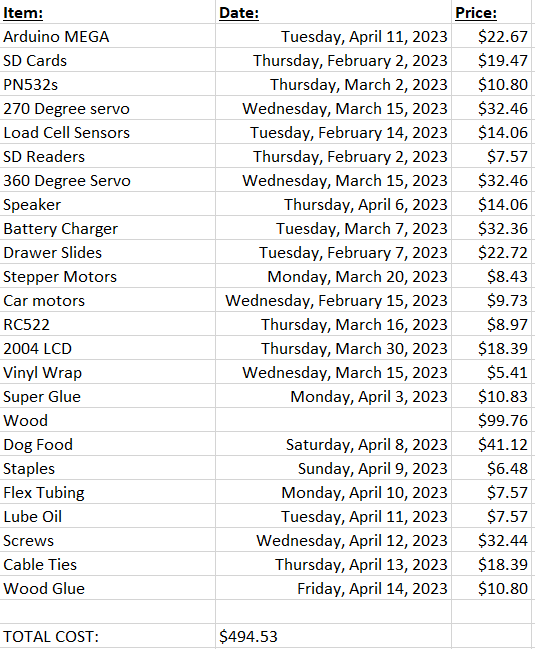 Item: Date: Price:
Arduino MEGA Tuesday, April 11, 2023 $22.67
SD Cards Thursday, February 2, 2023 $19.47
PN532s Thursday, March 2, 2023 $10.80
270 Degree servo Wednesday, March 15, 2023 $32.46
Load Cell Sensors Tuesday, February 14, 2023 $14.06
SD Readers Thursday, February 2, 2023 $7.57
360 Degree Servo Wednesday, March 15, 2023 $32.46
Speaker Thursday, April 6, 2023 $14.06
Battery Charger Tuesday, March 7, 2023 $32.36
Drawer Slides Tuesday, February 7, 2023 $22.72
Stepper Motors Monday, March 20, 2023 $8.43
Car motors Wednesday, February 15, 2023 $9.73
RC522 Thursday, March 16, 2023 $8.97
2004 LCD Thursday, March 30, 2023 $18.39
Vinyl Wrap Wednesday, March 15, 2023 $5.41
Super Glue Monday, April 3, 2023 $10.83
Wood $99.76
Dog Food Saturday, April 8, 2023 $41.12
Staples Sunday, April 9, 2023 $6.48
Flex Tubing Monday, April 10, 2023 $7.57
Lube Oil Tuesday, April 11, 2023 $7.57
Screws Wednesday, April 12, 2023 $32.44
Cable Ties Thursday, April 13, 2023 $18.39
Wood Glue Friday, April 14, 2023 $10.80
TOTAL COST: $494.53